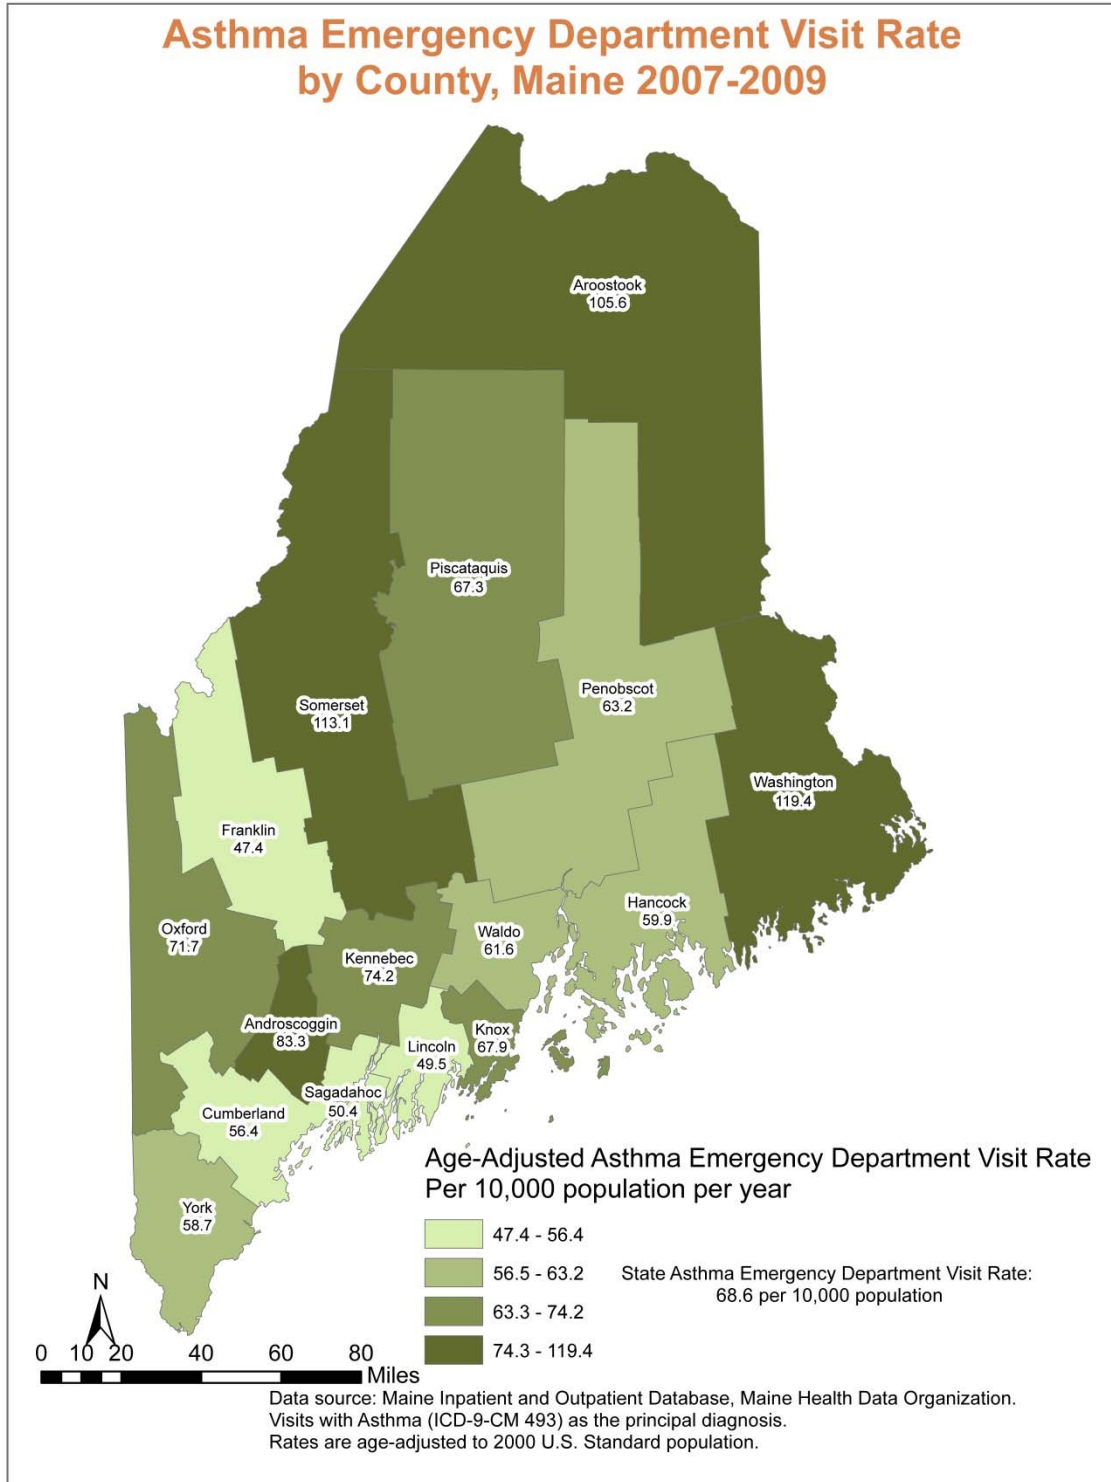 Asthma Emergency Department Visit Rate
by County, Maine 2007-2009
Aroostook
105.6
Piscataquis
67.3
Penobscot
63.2
Somerset
113.1
Washington
119.4
Franklin
47.4
Hancock
59.9
Oxford
71.7
Waldo
61.6
Kennebec
74.2
Androscoggin
83.3
Knox
67.9
Lincoln
49.5
Sagadahoc
50.4
Cumberland
56.4
York
58.7
Age-Adjusted Asthma Emergency Department Visit Rate
Per 10,000 population per year
47.4 - 56.4
56.5 - 63.2
63.3 - 74.2
74.3 - 119.4
State Asthma Emergency Department Visit Rate:
68.6 per 10,000 population
N
0 10 20 40 60 80
Miles
Data source: Maine Inpatient and Outpatient Database, Maine Health Data Organization.
Visits with Asthma (ICD-9-CM 493) as the principal diagnosis.
Rates are age-adjusted to 2000 U.S. Standard population.